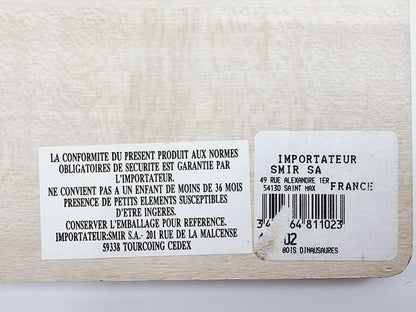 LA CONFORMITE DU PRESENT PRODUIT AUX NORMES
OBLIGATOIRES DE SECURITE EST GARANTIE PAR
L'IMPORTATEUR.
NE CONVIENT PAS A UN ENFANT DE MOINS DE 36 MOIS
PRESENCE DE PETITS ELEMENTS SUSCEPTIBLES
D'ETRE INGERES.
CONSERVER L'EMBALLAGE POUR REFERENCE.
IMPORTATEUR:SMIR S.A.- 201 RUE DE LA MALCENSE
59338 TOURCOING CEDEX
IMPORTATEUR
SMIR SA
49 RUE ALEXANDRE 1ER
54130 SAINT MAX FRANCE
64 811023
02
BOIS DINAUSAURES